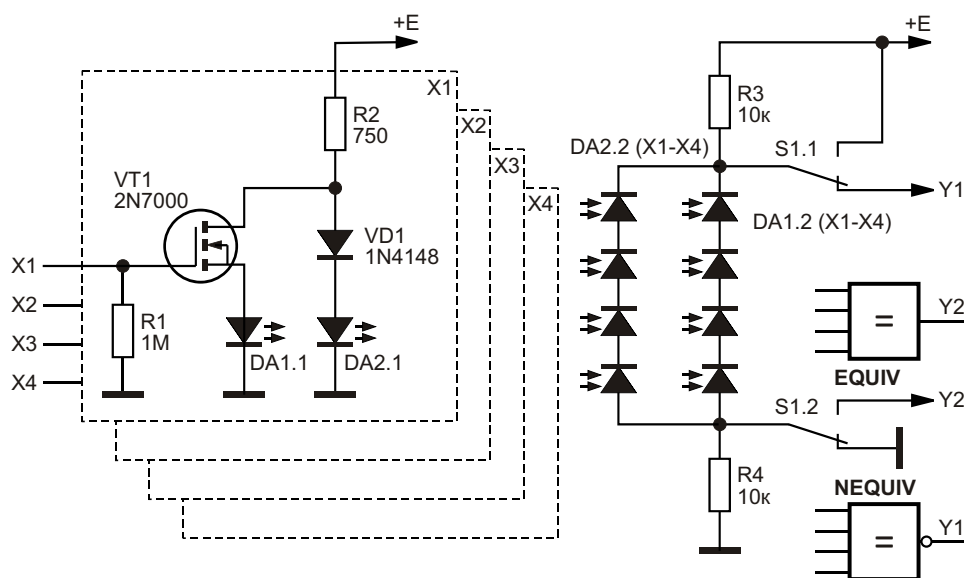 +E
X1
R2
750
X2
X3
X4
VT1
2N7000
VD1
1N4148
X1
X2
X3
X4
R1
1M
DA1.1
DA2.1
+E
R3
10к
DA2.2 (X1-X4)
S1.1
Y1
DA1.2 (X1-X4)
=
Y2
EQUIV
S1.2
Y2
R4
10к
NEQUIV
=
Y1